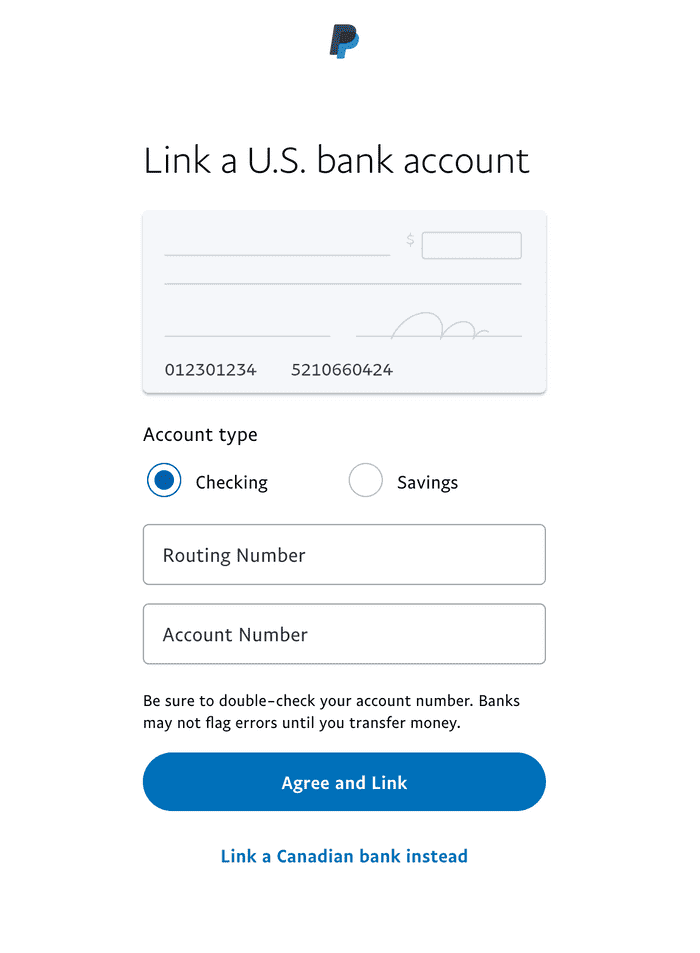 Link a U.S. bank account
$
012301234 5210660424
Account type
Checking Savings
Routing Number
Account Number
Be sure to double-check your account number. Banks
may not flag errors until you transfer money.
Agree and Link
Link a Canadian bank instead